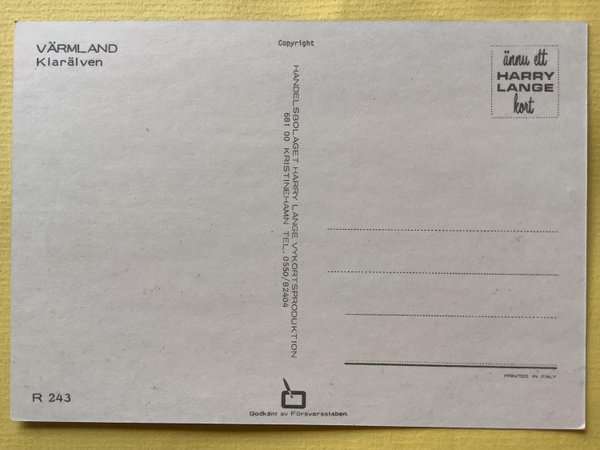 VÄRMLAND
Klarälven
Copyright
ännu ett
HARRY
LANGE
kort
HANDELSBOLAGET HARRY LANGE VYKORTSPRODUKTION
681 00 KRISTINEHAMN TEL. 0550/82404
PRINTED IN ITALY
R 243
Godkänt av Försvarsstaben